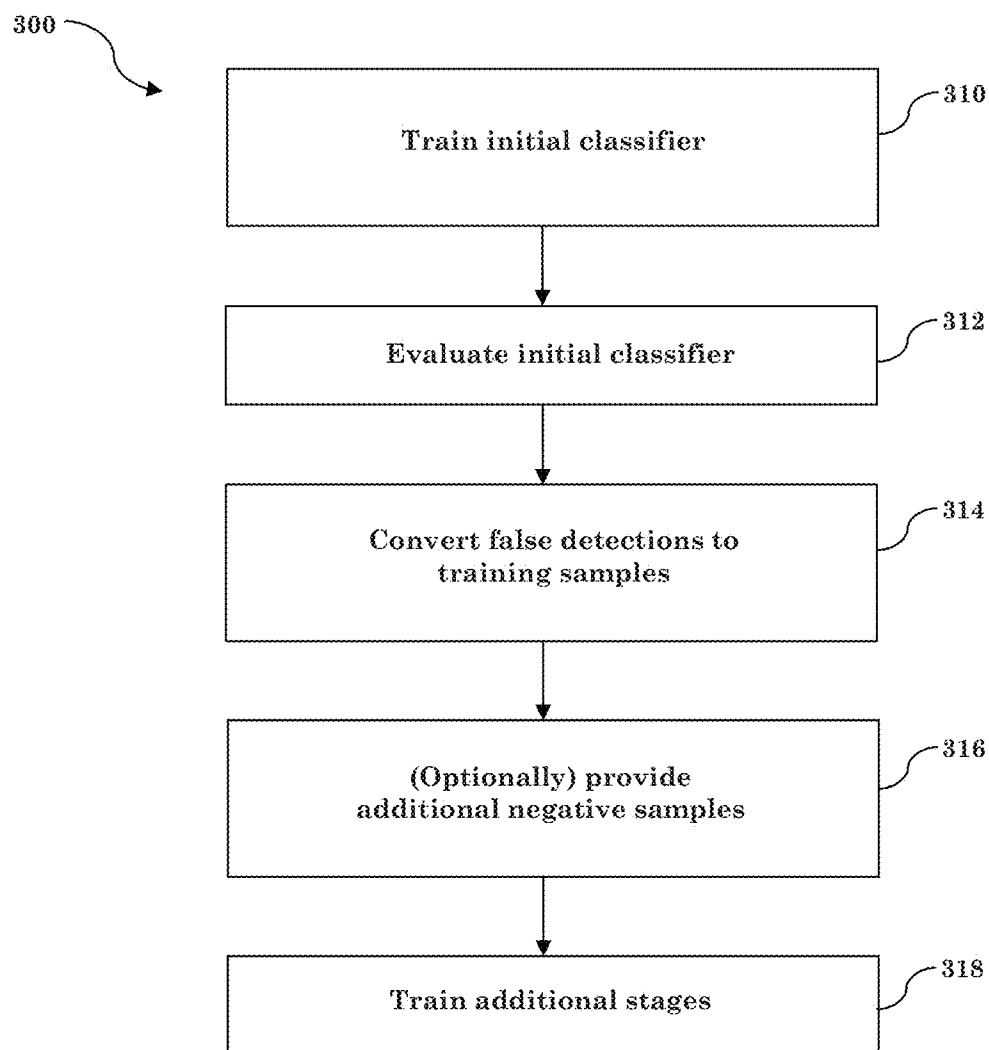 300
310
Train initial classifier
312
Evaluate initial classifier
314
Convert false detections to
training samples
316
(Optionally) provide
additional negative samples
318
Train additional stages